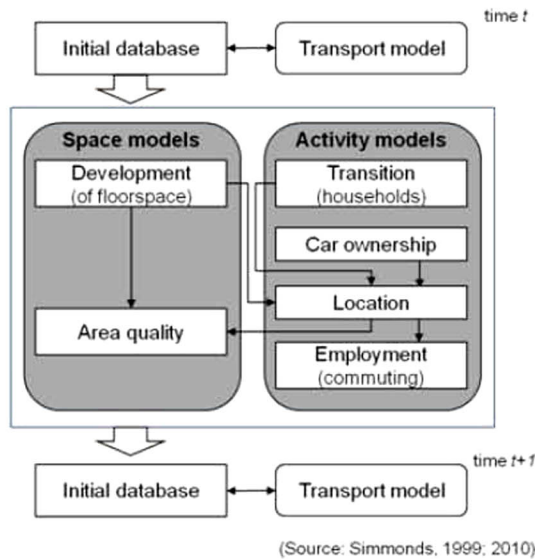 time t
Initial database
Transport model
Space models
Activity models
Development
(of floorspace)
Transition
(households)
Car ownership
Location
Area quality
Employment
(commuting)
time t+1
Initial database
Transport model
(Source: Simmonds, 1999; 2010)